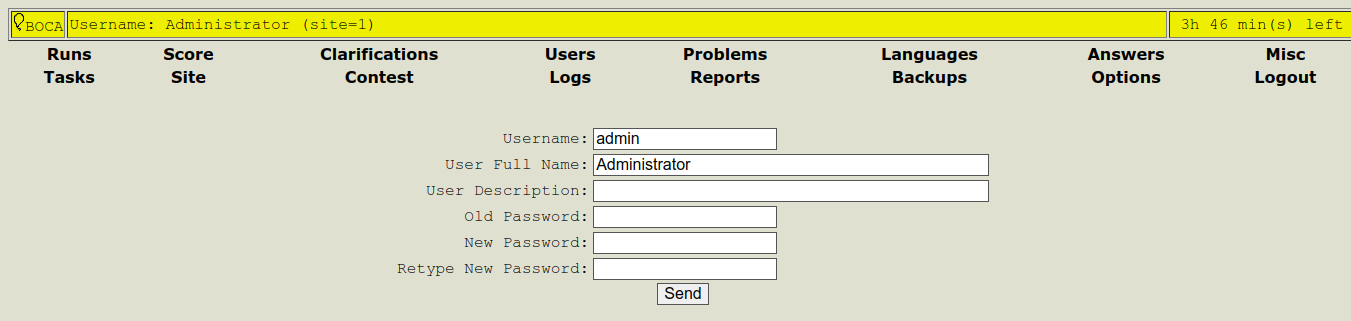 BOCA Username: Administrator (site=1) 3h 46 min(s) left
Runs Score Clarifications Users Problems Languages Answers Misc
Tasks Site Contest Logs Reports Backups Options Logout
Username: admin
User Full Name: Administrator
User Description:
Old Password:
New Password:
Retype New Password:
Send